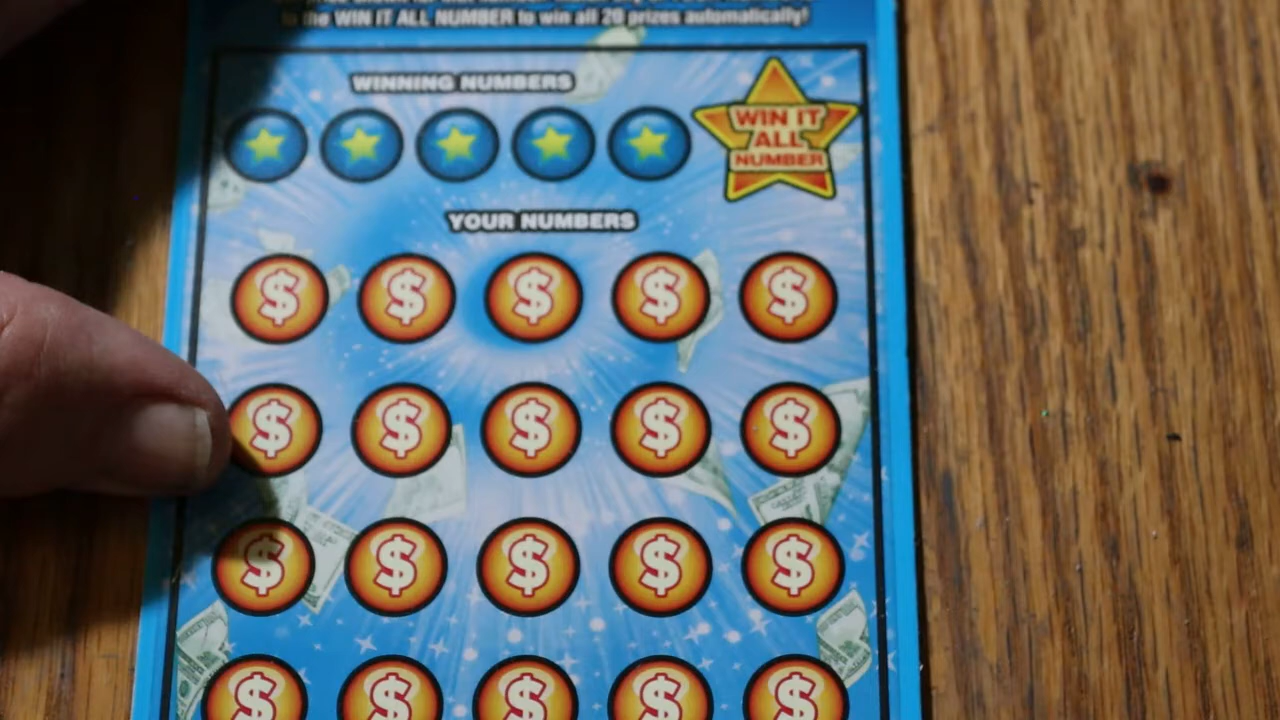 to the WIN IT ALL NUMBER to win all 20 prizes automatically!
WINNING NUMBERS
WIN IT
ALL
NUMBER
YOUR NUMBERS
$ $ $ $ $
$ $ $ $ $
$ $ $ $ $
$ $ $ $ $